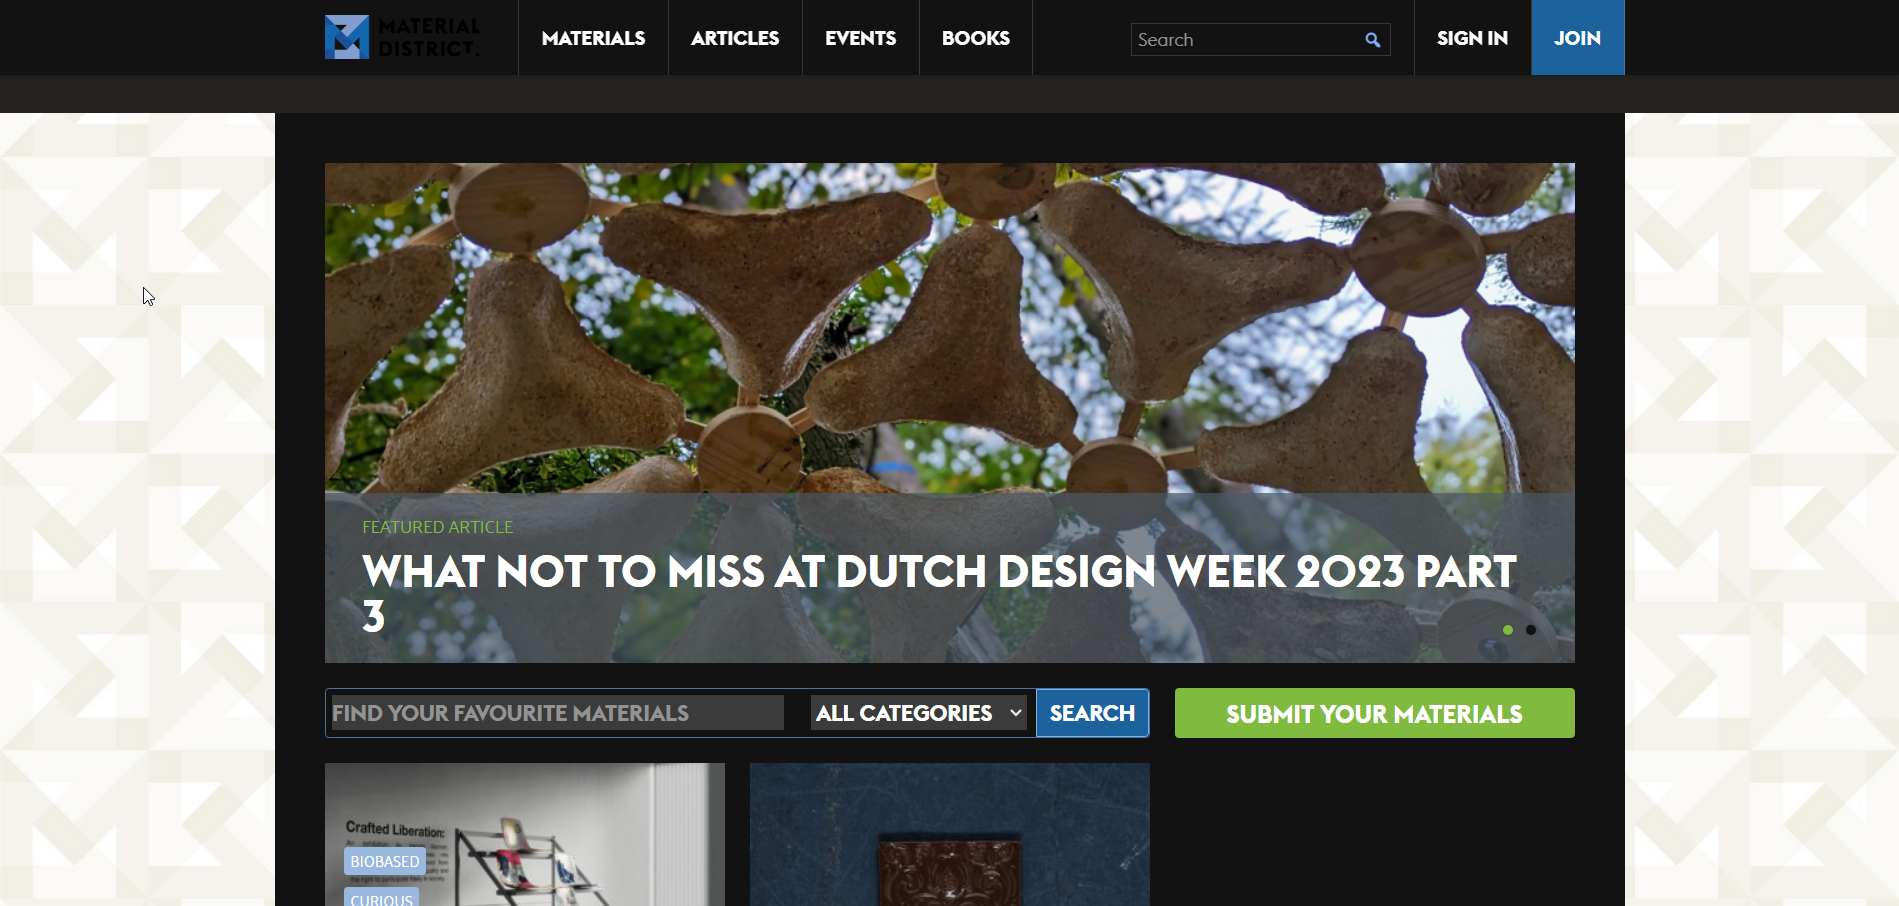 MATERIAL
DISTRICT.
MATERIALS
ARTICLES
EVENTS
BOOKS
Search
SIGN IN
JOIN
FEATURED ARTICLE
WHAT NOT TO MISS AT DUTCH DESIGN WEEK 2023 PART
3
FIND YOUR FAVOURITE MATERIALS
ALL CATEGORIES
SEARCH
SUBMIT YOUR MATERIALS
Crafted Liberation:
BIOBASED
CURIOUS